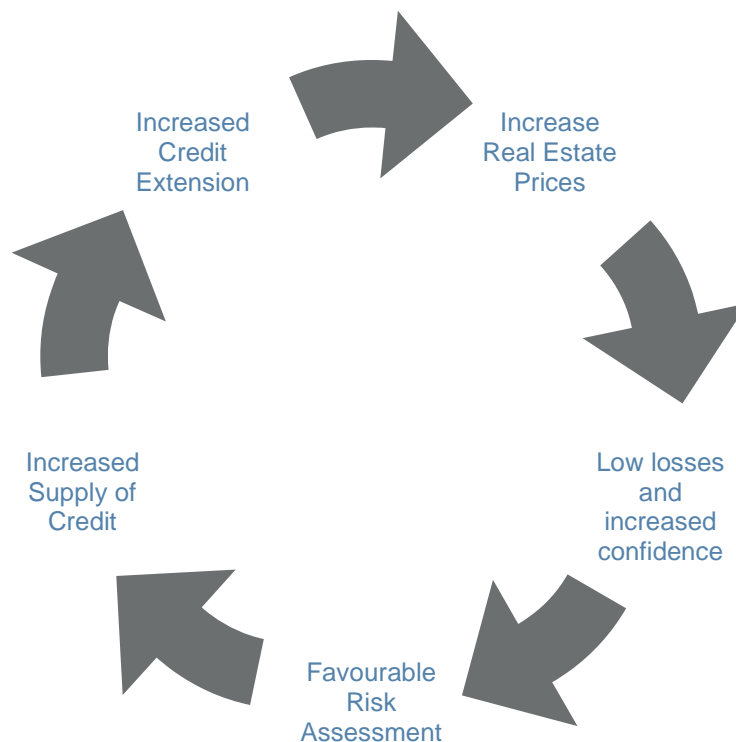 Increased
Credit
Extension
Increase
Real Estate
Prices
Low losses
and
increased
confidence
Favourable
Risk
Assessment
Increased
Supply of
Credit